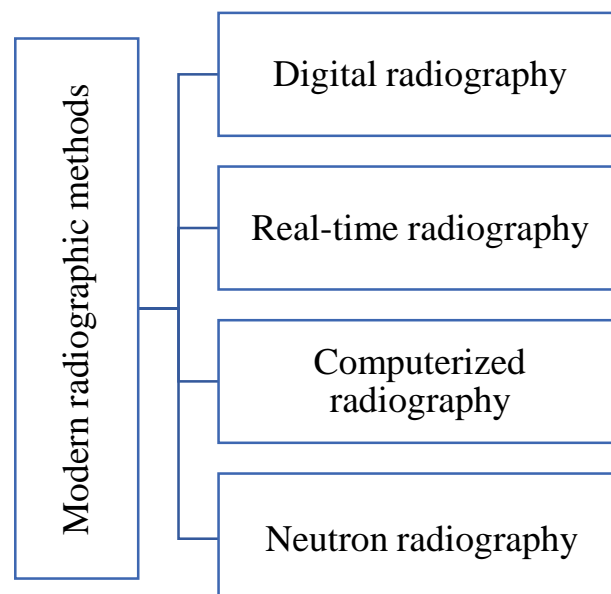 Modern radiographic methods
Digital radiography
Real-time radiography
Computerized
radiography
Neutron radiography